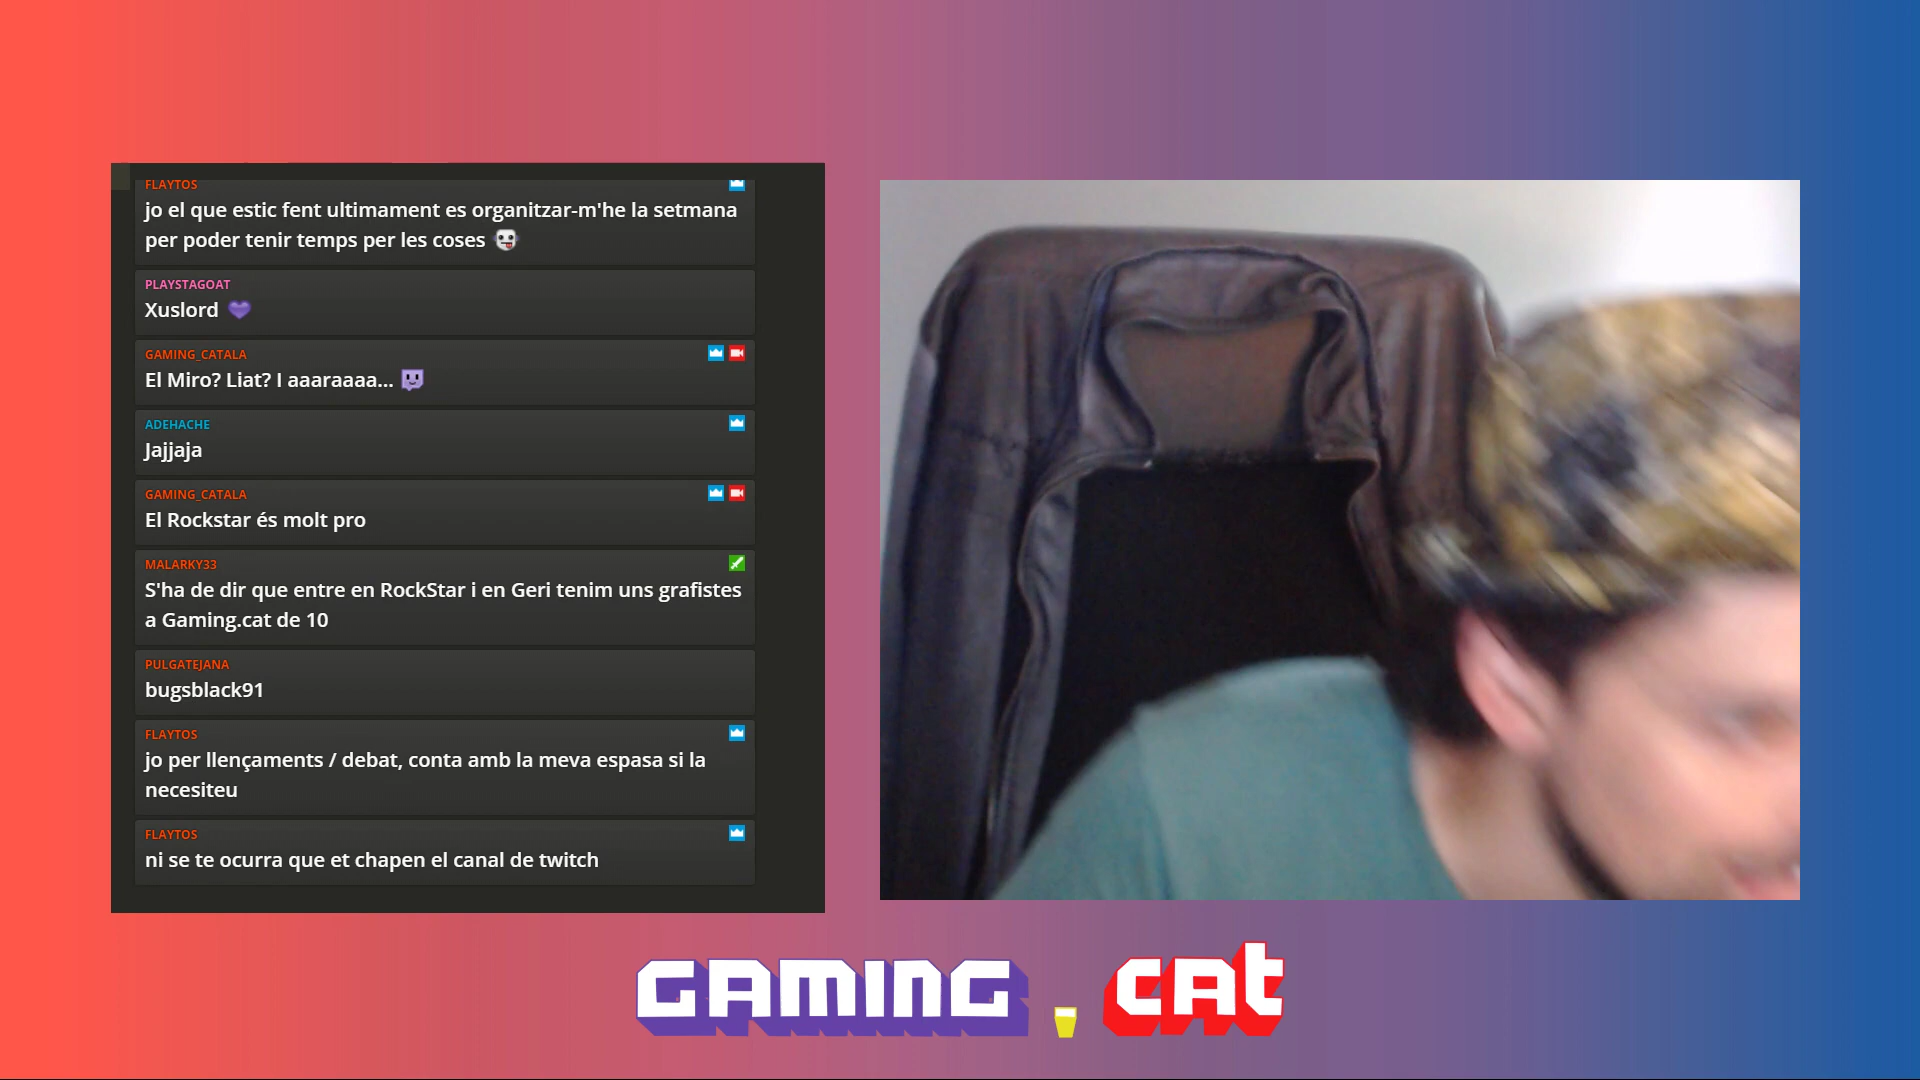 FLAYTOS
jo el que estic fent ultimament es organitzar-m'he la setmana
per poder tenir temps per les coses
PLAYSTAGOAT
Xuslord
GAMING_CATALA
El Miro? Liat? I aaaraaaa...
ADEHACHE
Jajjaja
GAMING_CATALA
El Rockstar és molt pro
MALARKY33
S'ha de dir que entre en RockStar i en Geri tenim uns grafistes
a Gaming.cat de 10
PULGATEJANA
bugsblack91
FLAYTOS
jo per llençaments / debat, conta amb la meva espasa si la
necesiteu
FLAYTOS
ni se te ocurra que et chapen el canal de twitch
GAMING.cat